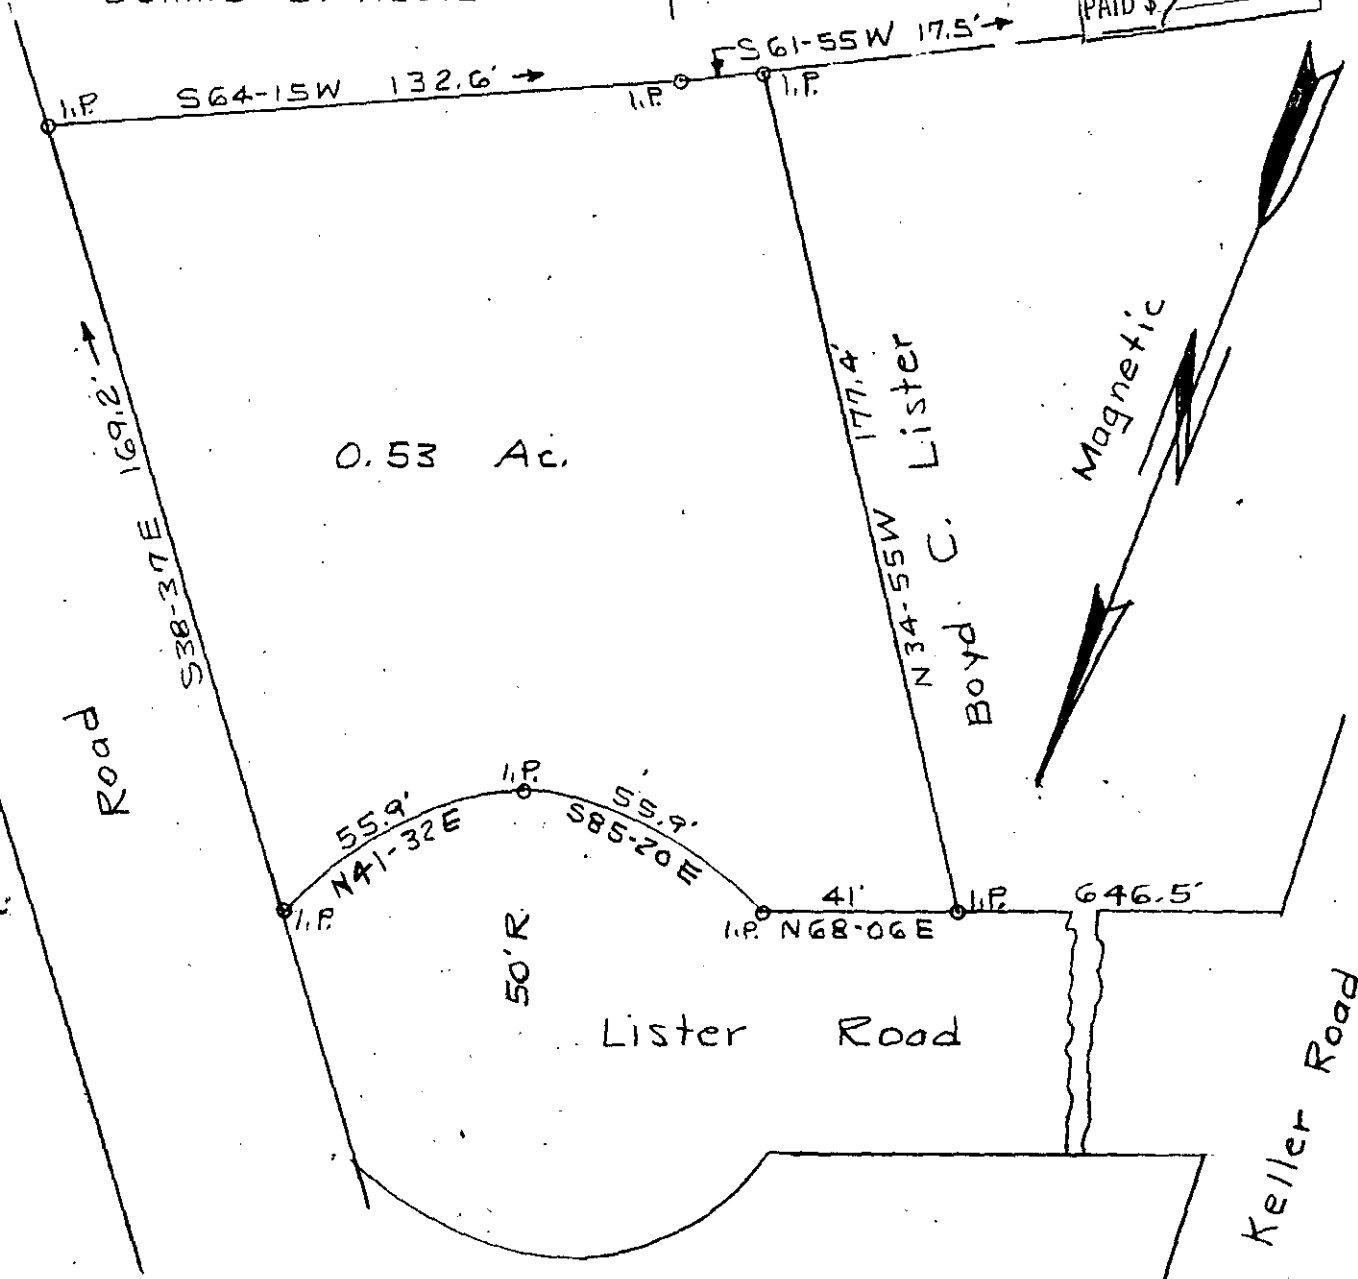 PAID $
S61-55W 17.5'
S64-15W 132.6'
I.P.
I.P.
I.P.
S38-37E 169.2'
0.53 Ac.
N34-55W 177.4'
Boyd C. Lister
Magnetic
Road
I.P.
55.9'
N41-32E
55.9'
S85-20E
I.P.
I.P.
41'
N68-06E
I.P.
646.5'
50'R
Lister Road
Keller Road